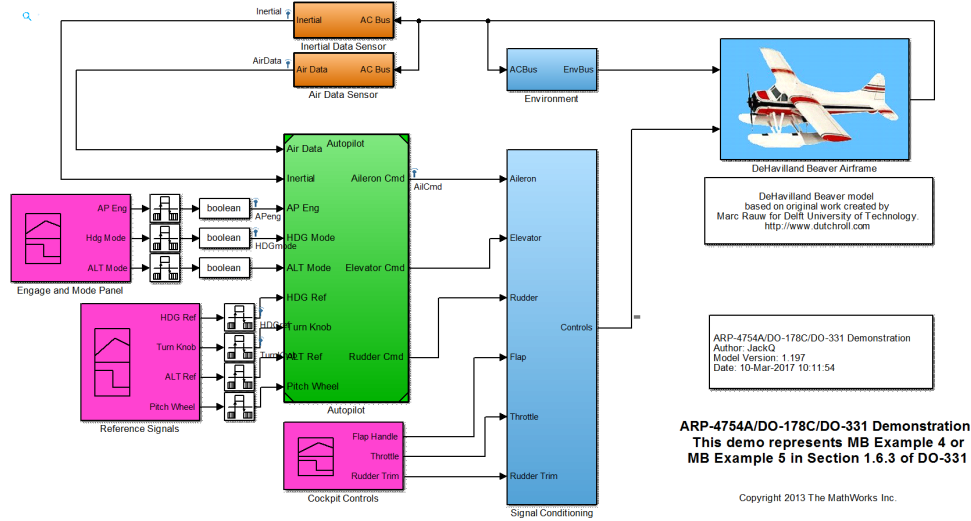 Inertial
Inertial AC Bus
Inertial Data Sensor
AirData
Air Data AC Bus
Air Data Sensor
ACBus EnvBus
Environment
DeHavilland Beaver Airframe
DeHavilland Beaver model
based on original work created by
Marc Rauw for Delft University of Technology.
http://www.dutchroll.com
Autopilot
Air Data
Inertial Aileron Cmd
AilCmd
AP Eng
HDG Mode
ALT Mode Elevator Cmd
HDG Ref
Turn Knob
ALT Ref Rudder Cmd
Pitch Wheel
Autopilot
AP Eng
boolean
APeng
Hdg Mode
boolean
HDGmode
ALT Mode
boolean
Engage and Mode Panel
HDG Ref
Turn Knob
ALT Ref
Pitch Wheel
Reference Signals
Flap Handle
Throttle
Rudder Trim
Cockpit Controls
Aileron
Elevator
Rudder
Controls
Flap
Throttle
Rudder Trim
Signal Conditioning
ARP-4754A/DO-178C/DO-331 Demonstration
Author: JackQ
Model Version: 1.197
Date: 10-Mar-2017 10:11:54
ARP-4754A/DO-178C/DO-331 Demonstration
This demo represents MB Example 4 or
MB Example 5 in Section 1.6.3 of DO-331
Copyright 2013 The MathWorks Inc.